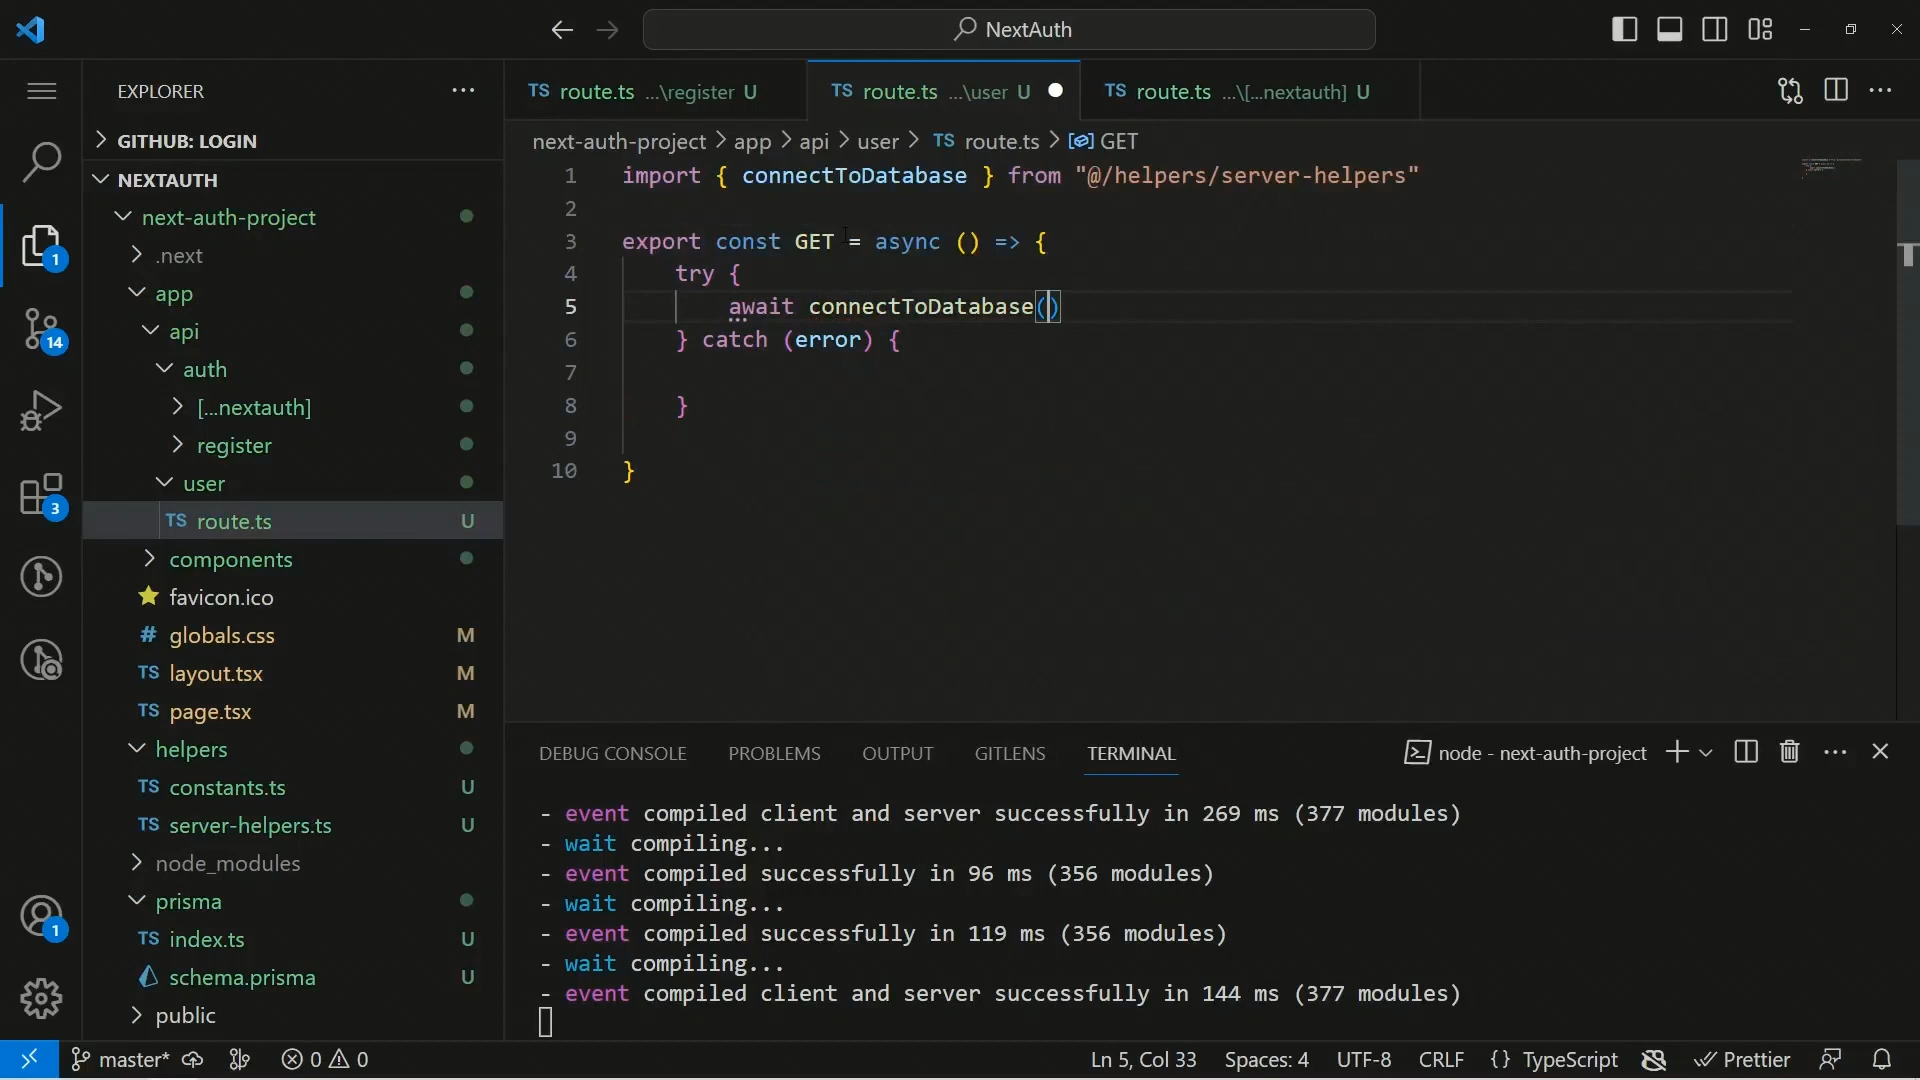 NextAuth
EXPLORER
GITHUB: LOGIN
NEXTAUTH
next-auth-project
.next
app
api
auth
[...nextauth]
register
user
TS route.ts U
components
favicon.ico
# globals.css M
TS layout.tsx M
TS page.tsx M
helpers
TS constants.ts U
TS server-helpers.ts U
node_modules
prisma
TS index.ts U
schema.prisma U
public
1
14
3
1
TS route.ts ...\register U
TS route.ts ...\user U
TS route.ts ...\[...nextauth] U
next-auth-project > app > api > user > TS route.ts > GET
1 import { connectToDatabase } from "@/helpers/server-helpers"
2
3 export const GET = async () => {
4 try {
5 await connectToDatabase()
6 } catch (error) {
7
8 }
9
10 }
DEBUG CONSOLE PROBLEMS OUTPUT GITLENS TERMINAL node - next-auth-project
- event compiled client and server successfully in 269 ms (377 modules)
- wait compiling...
- event compiled successfully in 96 ms (356 modules)
- wait compiling...
- event compiled successfully in 119 ms (356 modules)
- wait compiling...
- event compiled client and server successfully in 144 ms (377 modules)
master* 0 0 Ln 5, Col 33 Spaces: 4 UTF-8 CRLF {} TypeScript Prettier